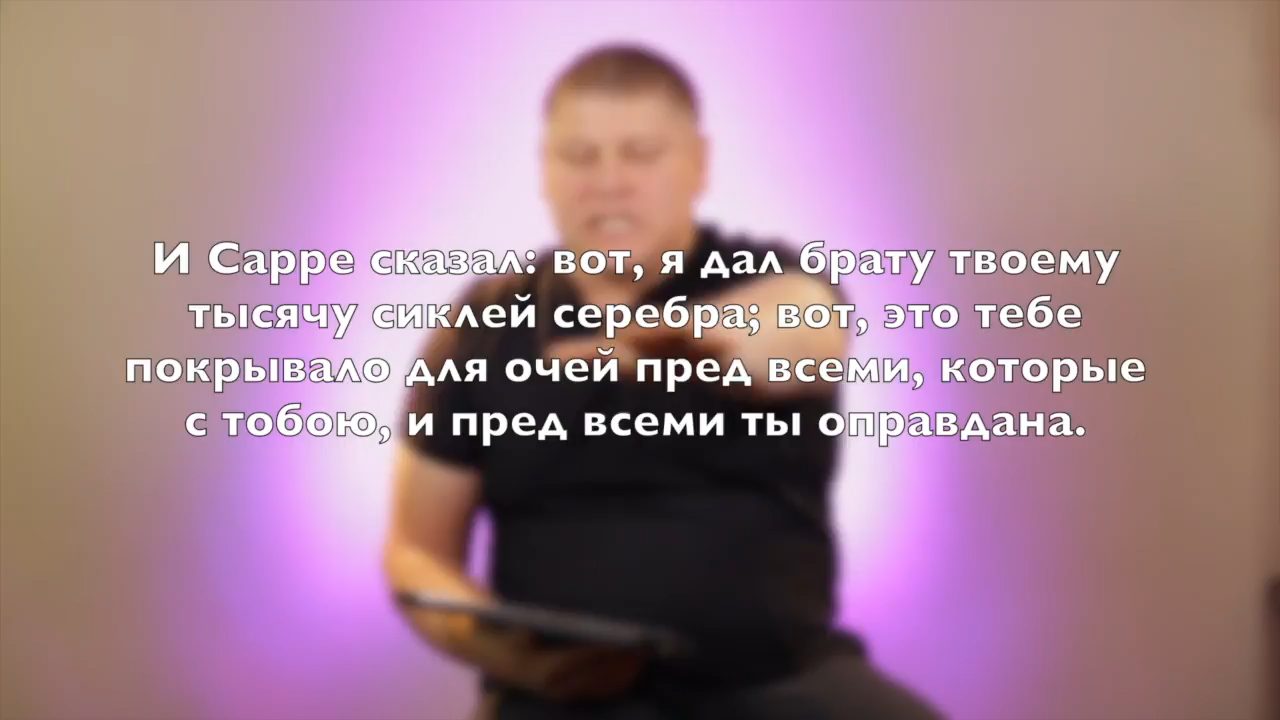 И Сарре сказал: вот, я дал брату твоему
тысячу сиклей серебра; вот, это тебе
покрывало для очей пред всеми, которые
с тобою, и пред всеми ты оправдана.